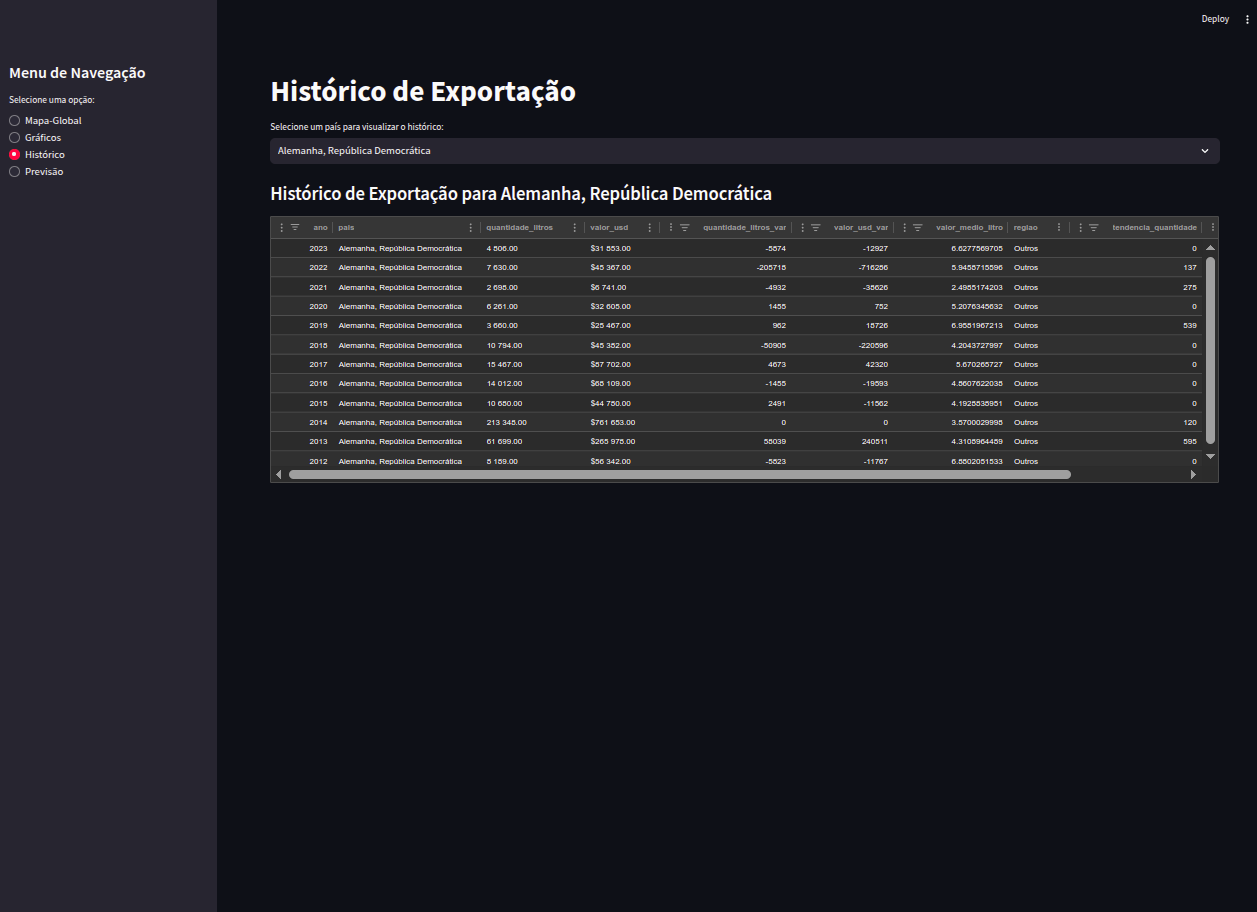 Deploy
Menu de Navegação
Selecione uma opção:
Mapa-Global
Gráficos
Histórico
Previsão
Histórico de Exportação
Selecione um país para visualizar o histórico:
Alemanha, República Democrática
Histórico de Exportação para Alemanha, República Democrática
ano pais quantidade_litros valor_usd quantidade_litros_var valor_usd_var valor_medio_litro regiao tendencia_quantidade
2023 Alemanha, República Democrática 4 806.00 $31 853.00 -5874 -12927 6.6277569705 Outros 0
2022 Alemanha, República Democrática 7 630.00 $45 367.00 -205718 -716286 5.9458715596 Outros 137
2021 Alemanha, República Democrática 2 698.00 $6 741.00 -4932 -38626 2.4985174203 Outros 275
2020 Alemanha, República Democrática 6 261.00 $32 605.00 1455 752 5.2076345632 Outros 0
2019 Alemanha, República Democrática 3 660.00 $25 467.00 962 18726 6.9581967213 Outros 539
2018 Alemanha, República Democrática 10 794.00 $45 382.00 -50905 -220596 4.2043727997 Outros 0
2017 Alemanha, República Democrática 15 467.00 $87 702.00 4673 42320 5.670265727 Outros 0
2016 Alemanha, República Democrática 14 012.00 $68 109.00 -1455 -19593 4.8607622038 Outros 0
2015 Alemanha, República Democrática 10 680.00 $44 780.00 2491 -11562 4.1928838951 Outros 0
2014 Alemanha, República Democrática 213 348.00 $761 653.00 0 0 3.5700029998 Outros 120
2013 Alemanha, República Democrática 61 699.00 $265 978.00 58039 240511 4.3108964489 Outros 595
2012 Alemanha, República Democrática 8 189.00 $56 342.00 -5823 -11767 6.8802051533 Outros 0